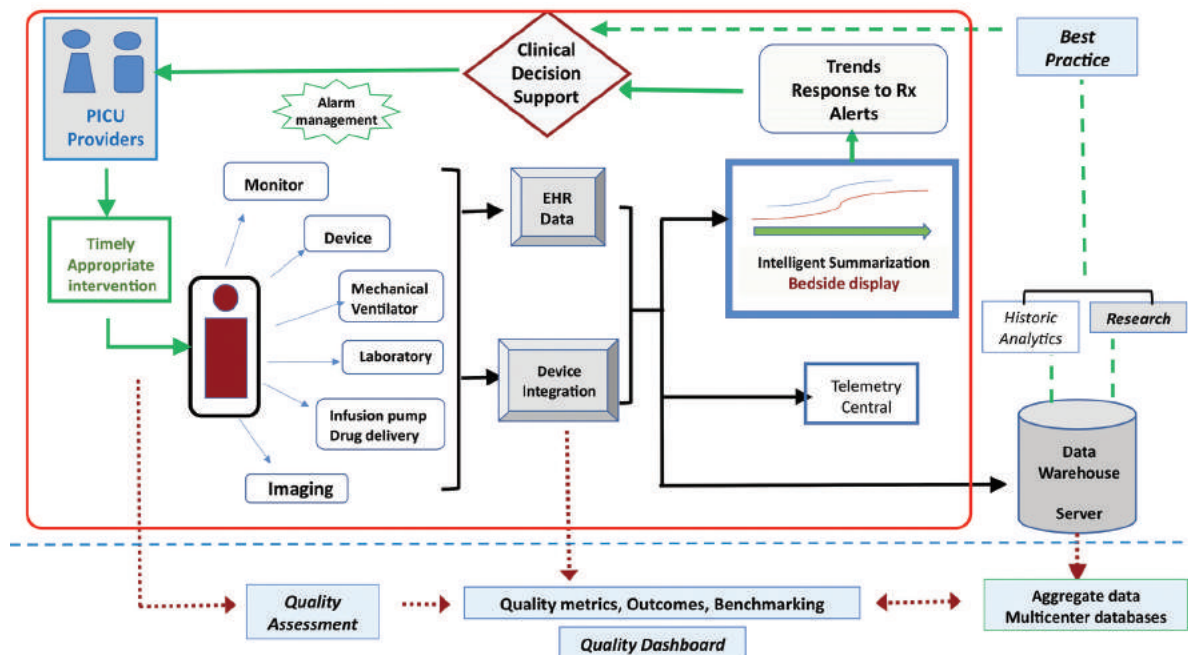 PICU
Providers
Clinical
Decision
Support
Alarm
management
Trends
Response to Rx
Alerts
Best
Practice
Timely
Appropriate
intervention
Monitor
Device
Mechanical
Ventilator
Laboratory
Infusion pump
Drug delivery
Imaging
EHR
Data
Device
Integration
Intelligent Summarization
Bedside display
Telemetry
Central
Historic
Analytics
Research
Data
Warehouse
Server
Quality
Assessment
Quality metrics, Outcomes, Benchmarking
Quality Dashboard
Aggregate data
Multicenter databases